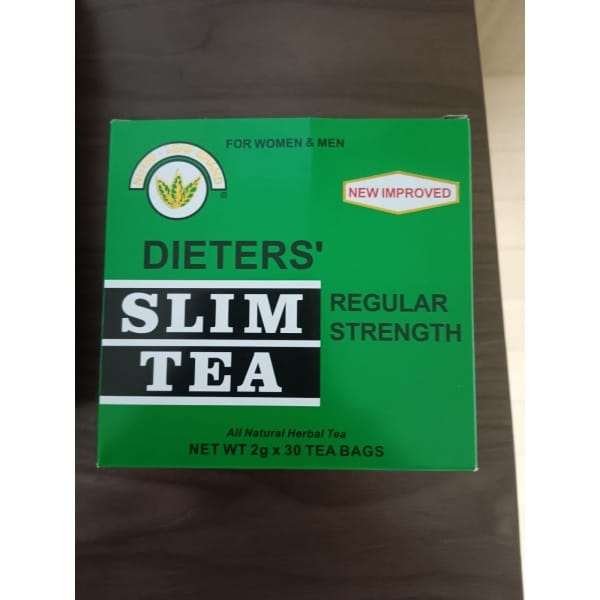 FOR WOMEN & MEN
NEW IMPROVED
DIETERS'
SLIM
TEA
REGULAR
STRENGTH
All Natural Herbal Tea
NET WT 2g x 30 TEA BAGS
®